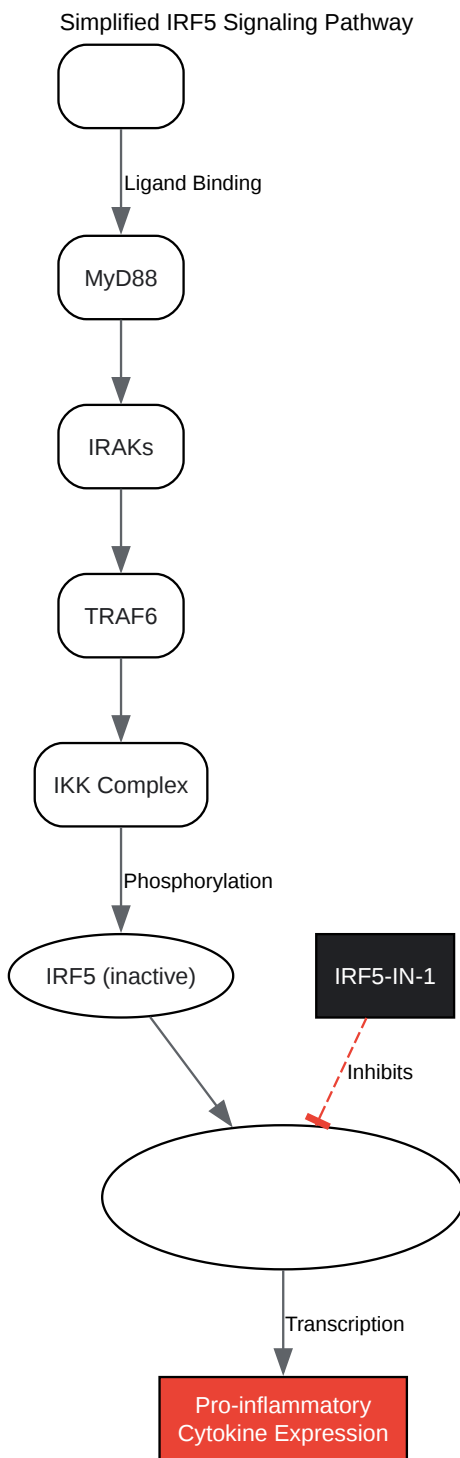 Simplified IRF5 Signaling Pathway
Ligand Binding
MyD88
IRAKs
TRAF6
IKK Complex
Phosphorylation
IRF5 (inactive)
IRF5-IN-1
Inhibits
Transcription
Pro-inflammatory
Cytokine Expression